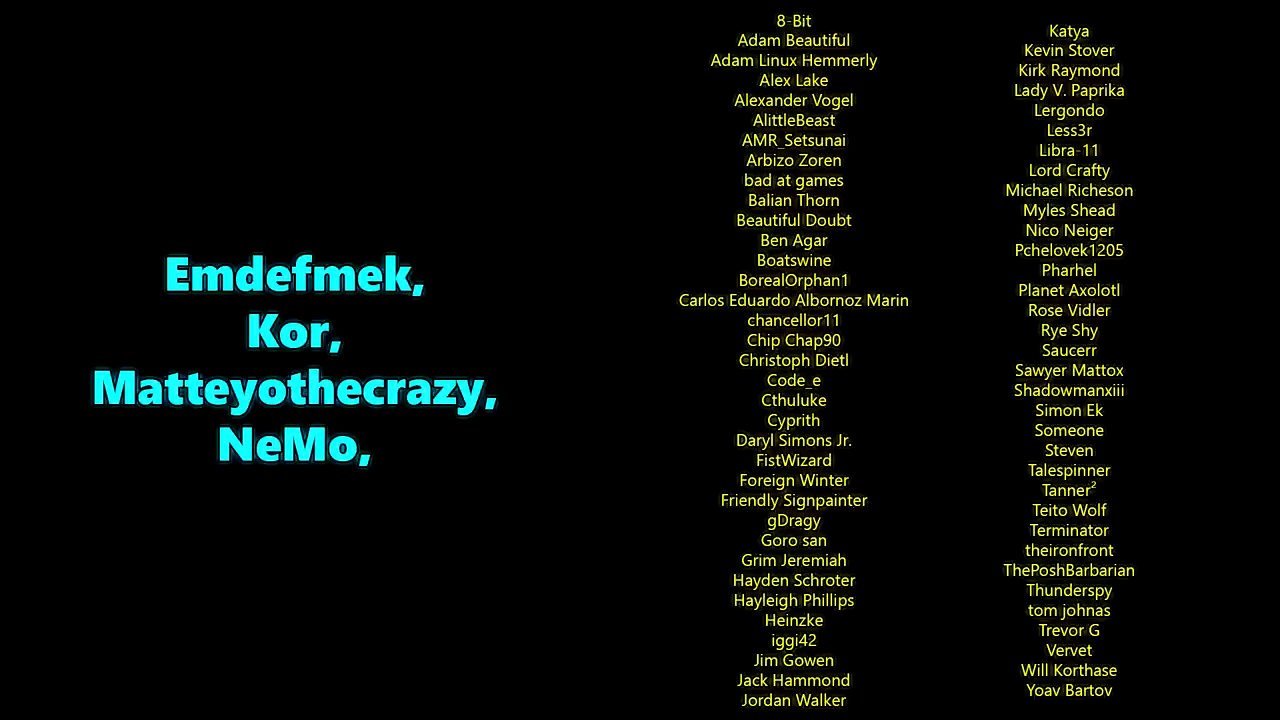 Emdefmek,
Kor,
Matteyothecrazy,
NeMo,
8-Bit
Adam Beautiful
Adam Linux Hemmerly
Alex Lake
Alexander Vogel
AlittleBeast
AMR_Setsunai
Arbizo Zoren
bad at games
Balian Thorn
Beautiful Doubt
Ben Agar
Boatswine
BorealOrphan1
Carlos Eduardo Albornoz Marin
chancellor11
Chip Chap90
Christoph Dietl
Code_e
Cthuluke
Cyprith
Daryl Simons Jr.
FistWizard
Foreign Winter
Friendly Signpainter
gDragy
Goro san
Grim Jeremiah
Hayden Schroter
Hayleigh Phillips
Heinzke
iggi42
Jim Gowen
Jack Hammond
Jordan Walker
Katya
Kevin Stover
Kirk Raymond
Lady V. Paprika
Lergondo
Less3r
Libra-11
Lord Crafty
Michael Richeson
Myles Shead
Nico Neiger
Pchelovek1205
Pharhel
Planet Axolotl
Rose Vidler
Rye Shy
Saucerr
Sawyer Mattox
Shadowmanxiii
Simon Ek
Someone
Steven
Talespinner
Tanner²
Teito Wolf
Terminator
theironfront
ThePoshBarbarian
Thunderspy
tom johnas
Trevor G
Vervet
Will Korthase
Yoav Bartov